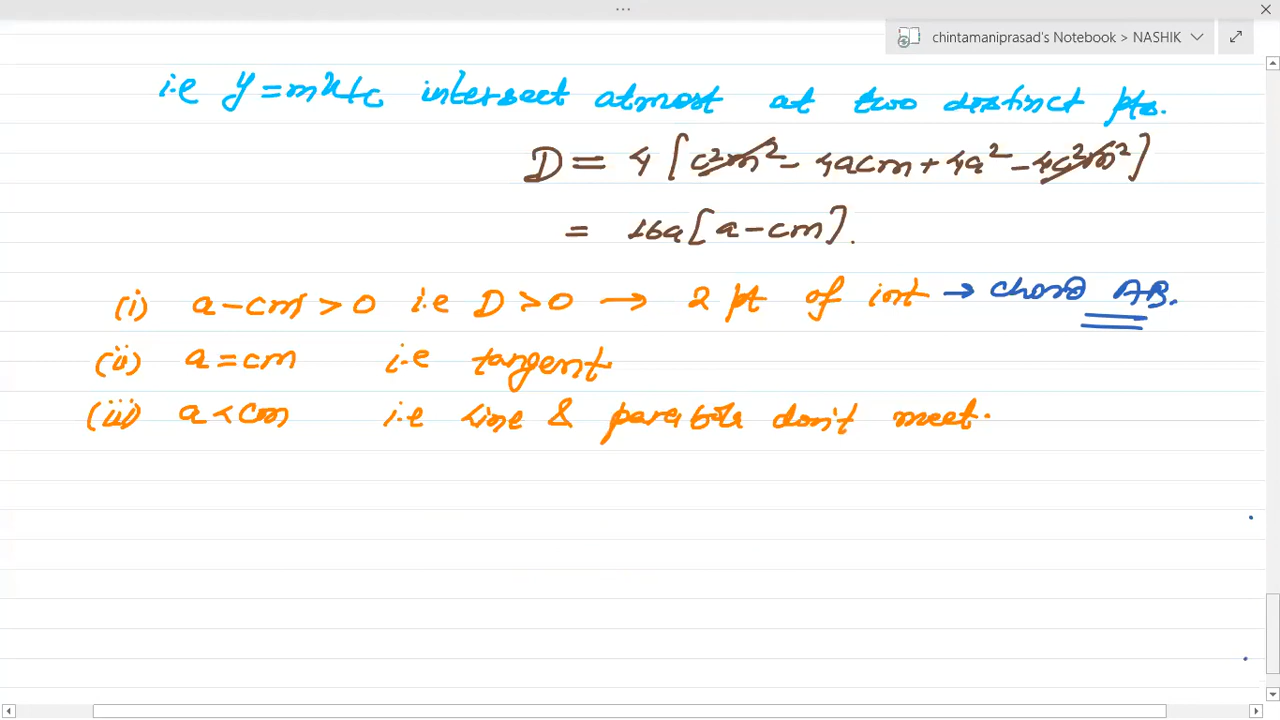 chintamaniprasad's Notebook > NASHIK
i.e y = mx+c intersect atmost at two distinct pts.
D = 4 [c²m² - 4acm + 4a² - 4c²m²]
= 16a [a - cm].
(i) a - cm > 0 i.e D > 0 → 2 pt of int → chord AB.
(ii) a = cm i.e tangent
(iii) a < cm i.e line & parabola don't meet.